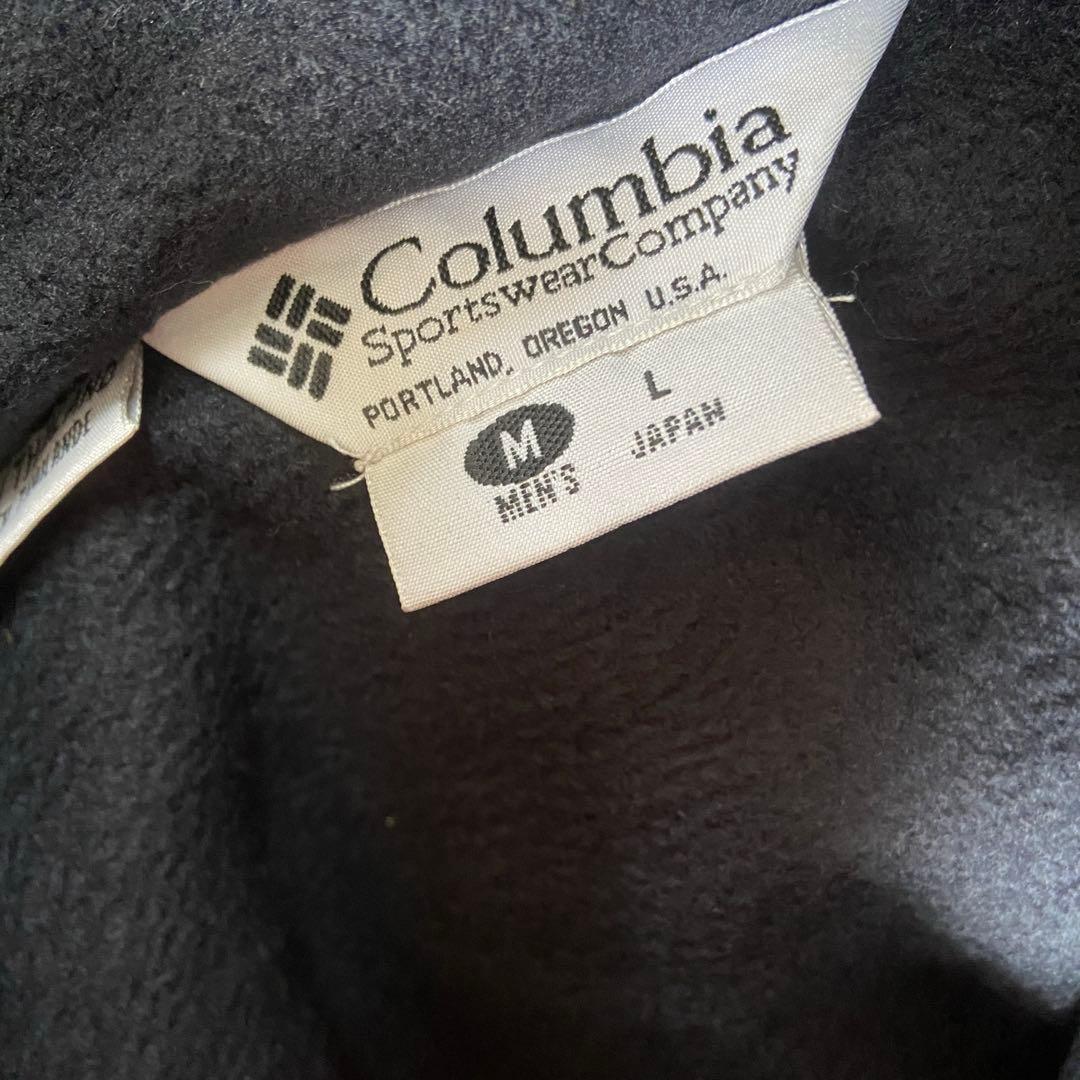 Columbia
SportswearCompany
PORTLAND, OREGON U.S.A.
M L
MEN'S JAPAN